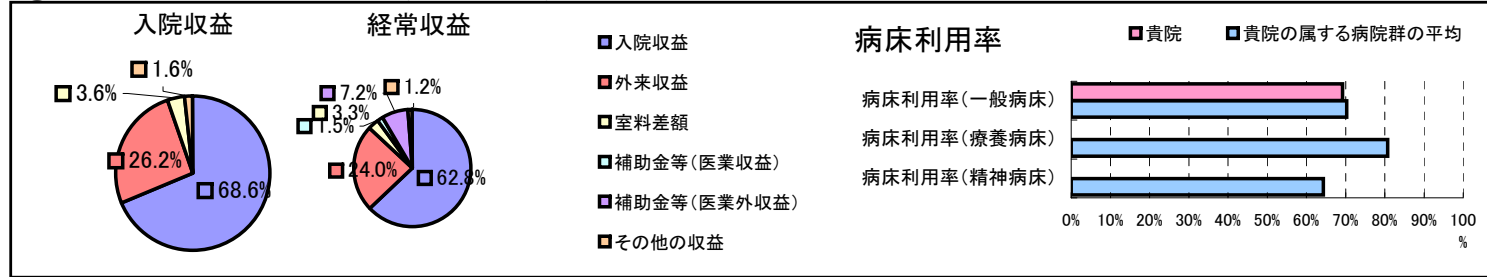 入院収益
1.6%
3.6%
26.2%
68.6%
経常収益
7.2%
1.2%
3.3%
1.5%
24.0%
62.8%
入院収益
外来収益
室料差額
補助金等(医業収益)
補助金等(医業外収益)
その他の収益
病床利用率
貴院 貴院の属する病院群の平均
病床利用率(一般病床)
病床利用率(療養病床)
病床利用率(精神病床)
0% 10% 20% 30% 40% 50% 60% 70% 80% 90% 100
%